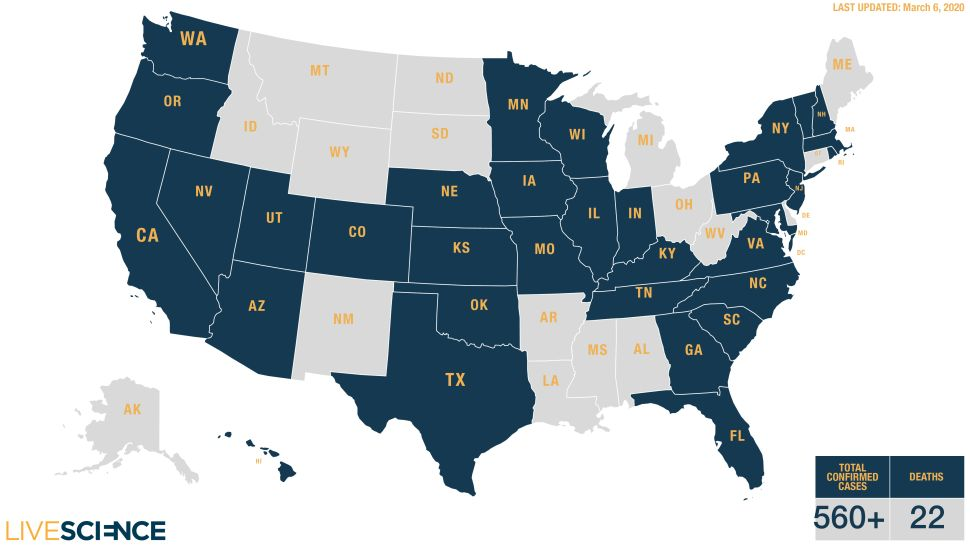 LAST UPDATED: March 6, 2020
WA
MT
ND
MN
ME
OR
ID
SD
WI
MI
NY
NH
MA
RI
WY
IA
PA
NJ
NV
NE
OH
DE
MD
DC
UT
CO
IL
IN
WV
VA
CA
KS
MO
KY
NC
AZ
NM
OK
AR
TN
SC
TX
MS
AL
GA
LA
AK
FL
HI
TOTAL
CONFIRMED
CASES
DEATHS
560+
22
LIVESCIENCE